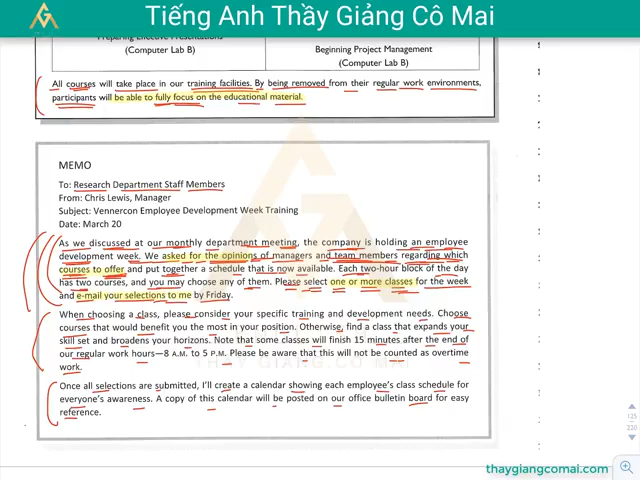 Tiếng Anh Thầy Giảng Cô Mai
Preparing Effective Presentations
(Computer Lab B)
Beginning Project Management
(Computer Lab B)
All courses will take place in our training facilities. By being removed from their regular work environments,
participants will be able to fully focus on the educational material.
MEMO
To: Research Department Staff Members
From: Chris Lewis, Manager
Subject: Vennercon Employee Development Week Training
Date: March 20
As we discussed at our monthly department meeting, the company is holding an employee
development week. We asked for the opinions of managers and team members regarding which
courses to offer and put together a schedule that is now available. Each two-hour block of the day
has two courses, and you may choose any of them. Please select one or more classes for the week
and e-mail your selections to me by Friday.
When choosing a class, please consider your specific training and development needs. Choose
courses that would benefit you the most in your position. Otherwise, find a class that expands your
skill set and broadens your horizons. Note that some classes will finish 15 minutes after the end of
our regular work hours—8 A.M. to 5 P.M. Please be aware that this will not be counted as overtime
work.
THAY GIANG.CO MAI
Once all selections are submitted, I'll create a calendar showing each employee's class schedule for
everyone's awareness. A copy of this calendar will be posted on our office bulletin board for easy
reference.
125
220
thaygiangcomai.com